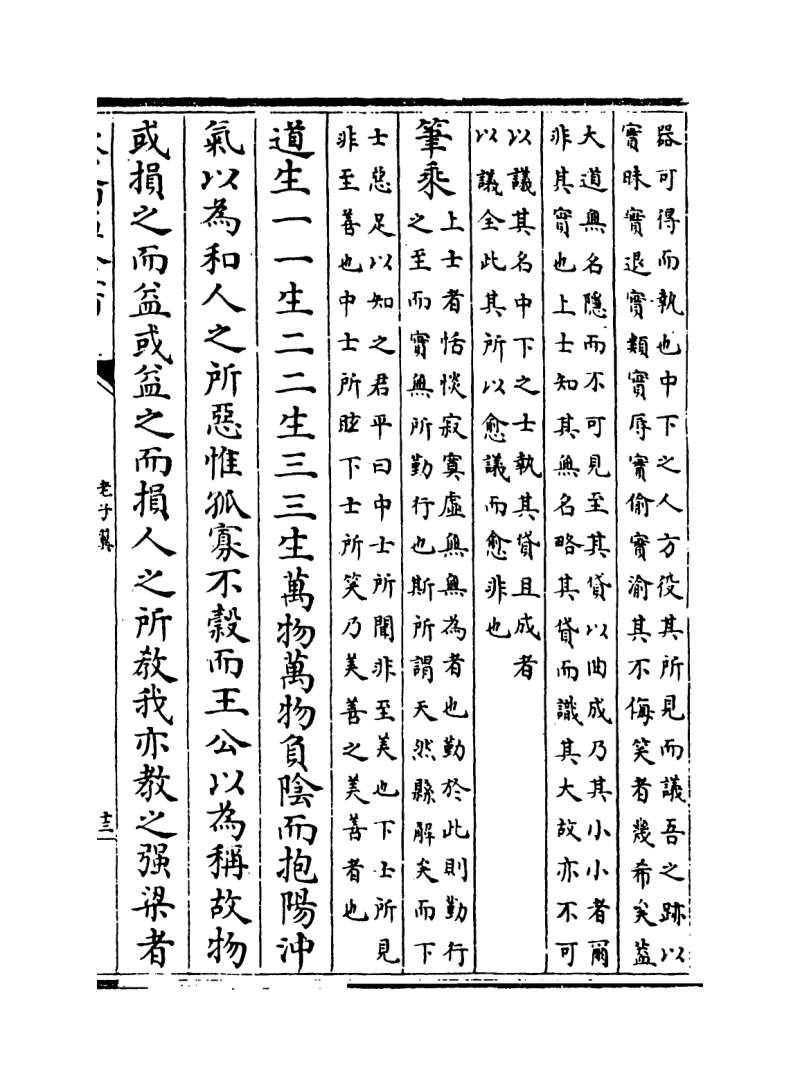 器可得而執也中下之人方役其所見而議吾之跡以
實昧實退實類實辱實偷實渝其不侮笑者幾希矣盖
大道無名隱而不可見至其貸以曲成乃其小小者爾
非其實也上士知其無名略其貸而識其大故亦不可
以議其名中下之士執其貸且成者
以議全此其所以愈議而愈非也
筆乘
上士者恬惔寂寞虛無無為者也勤於此則勤行
之至而實無所勤行也斯所謂天然縣解矣而下
士惡足以知之君平曰中士所聞非至美也下士所見
非至善也中士所眩下士所笑乃美善之美善者也
道生一一生二二生三三生萬物萬物負陰而抱陽沖
氣以為和人之所惡惟孤寡不穀而王公以為稱故物
或損之而益或益之而損人之所教我亦教之强梁者
老子翼
十三